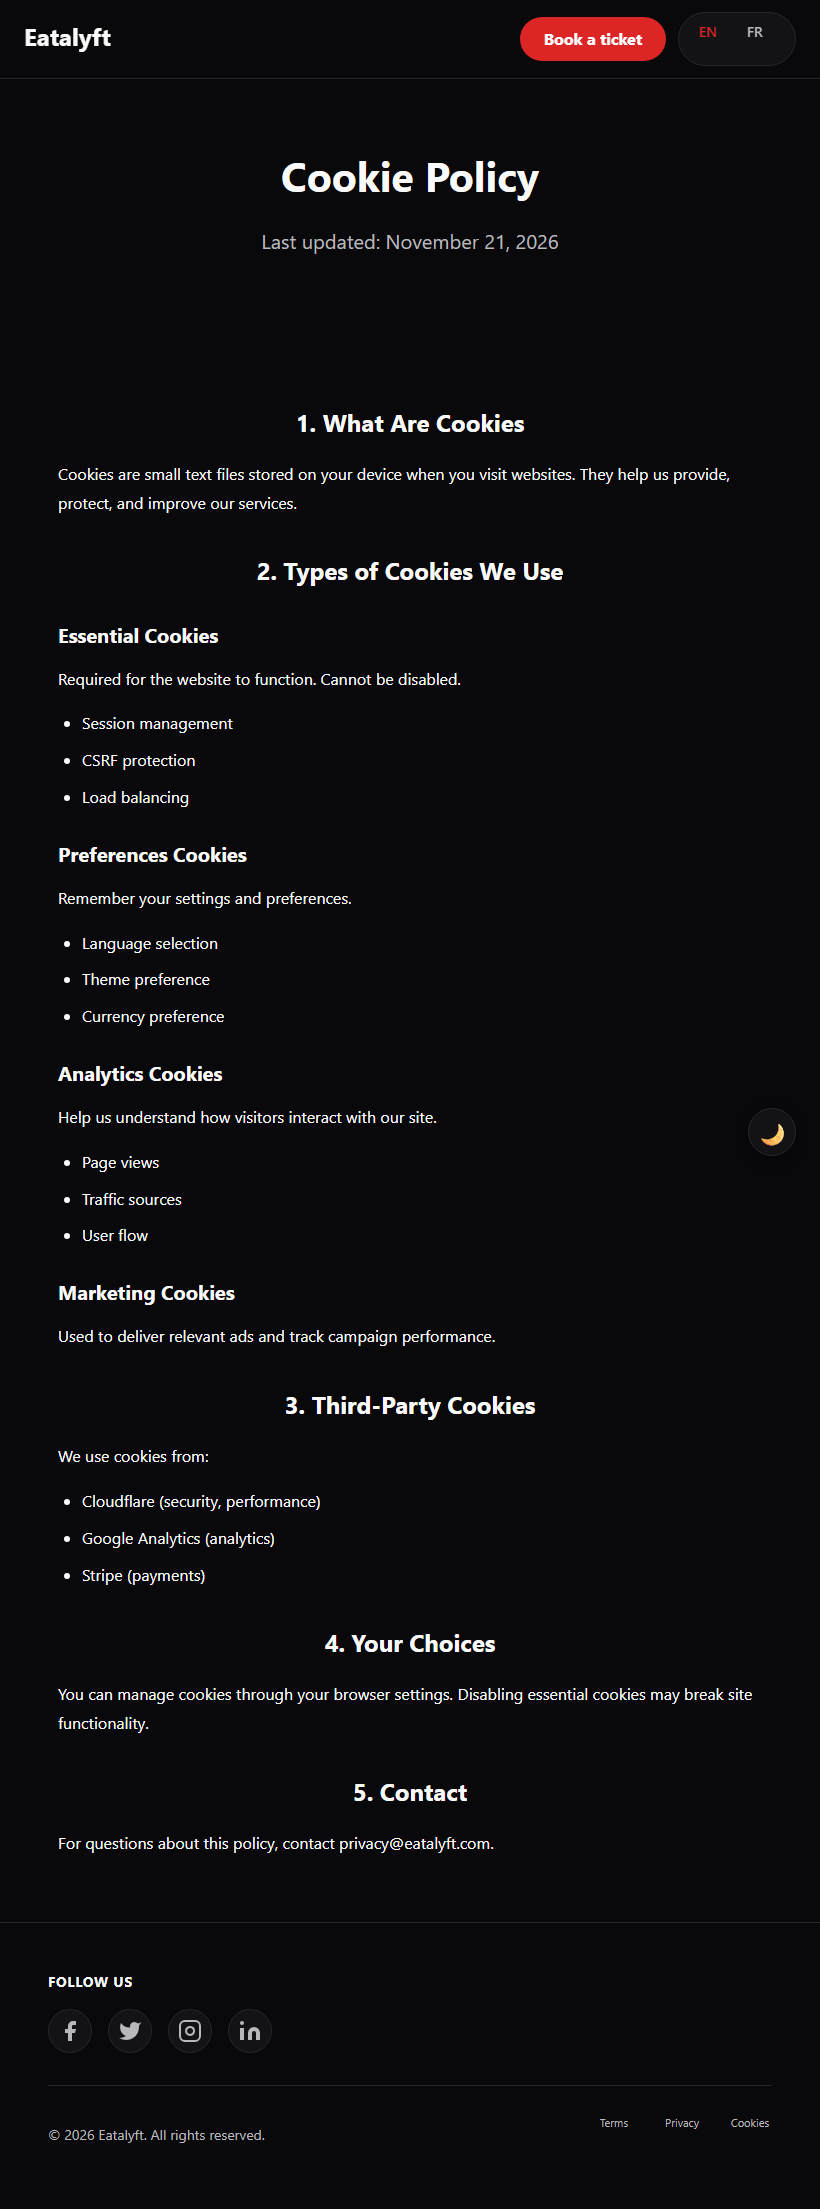 Eatalyft
Book a ticket
EN FR
Cookie Policy
Last updated: November 21, 2026
1. What Are Cookies
Cookies are small text files stored on your device when you visit websites. They help us provide,
protect, and improve our services.
2. Types of Cookies We Use
Essential Cookies
Required for the website to function. Cannot be disabled.
• Session management
• CSRF protection
• Load balancing
Preferences Cookies
Remember your settings and preferences.
• Language selection
• Theme preference
• Currency preference
Analytics Cookies
Help us understand how visitors interact with our site.
• Page views
• Traffic sources
• User flow
Marketing Cookies
Used to deliver relevant ads and track campaign performance.
3. Third-Party Cookies
We use cookies from:
• Cloudflare (security, performance)
• Google Analytics (analytics)
• Stripe (payments)
4. Your Choices
You can manage cookies through your browser settings. Disabling essential cookies may break site
functionality.
5. Contact
For questions about this policy, contact privacy@eatalyft.com.
FOLLOW US
© 2026 Eatalyft. All rights reserved.
Terms Privacy Cookies